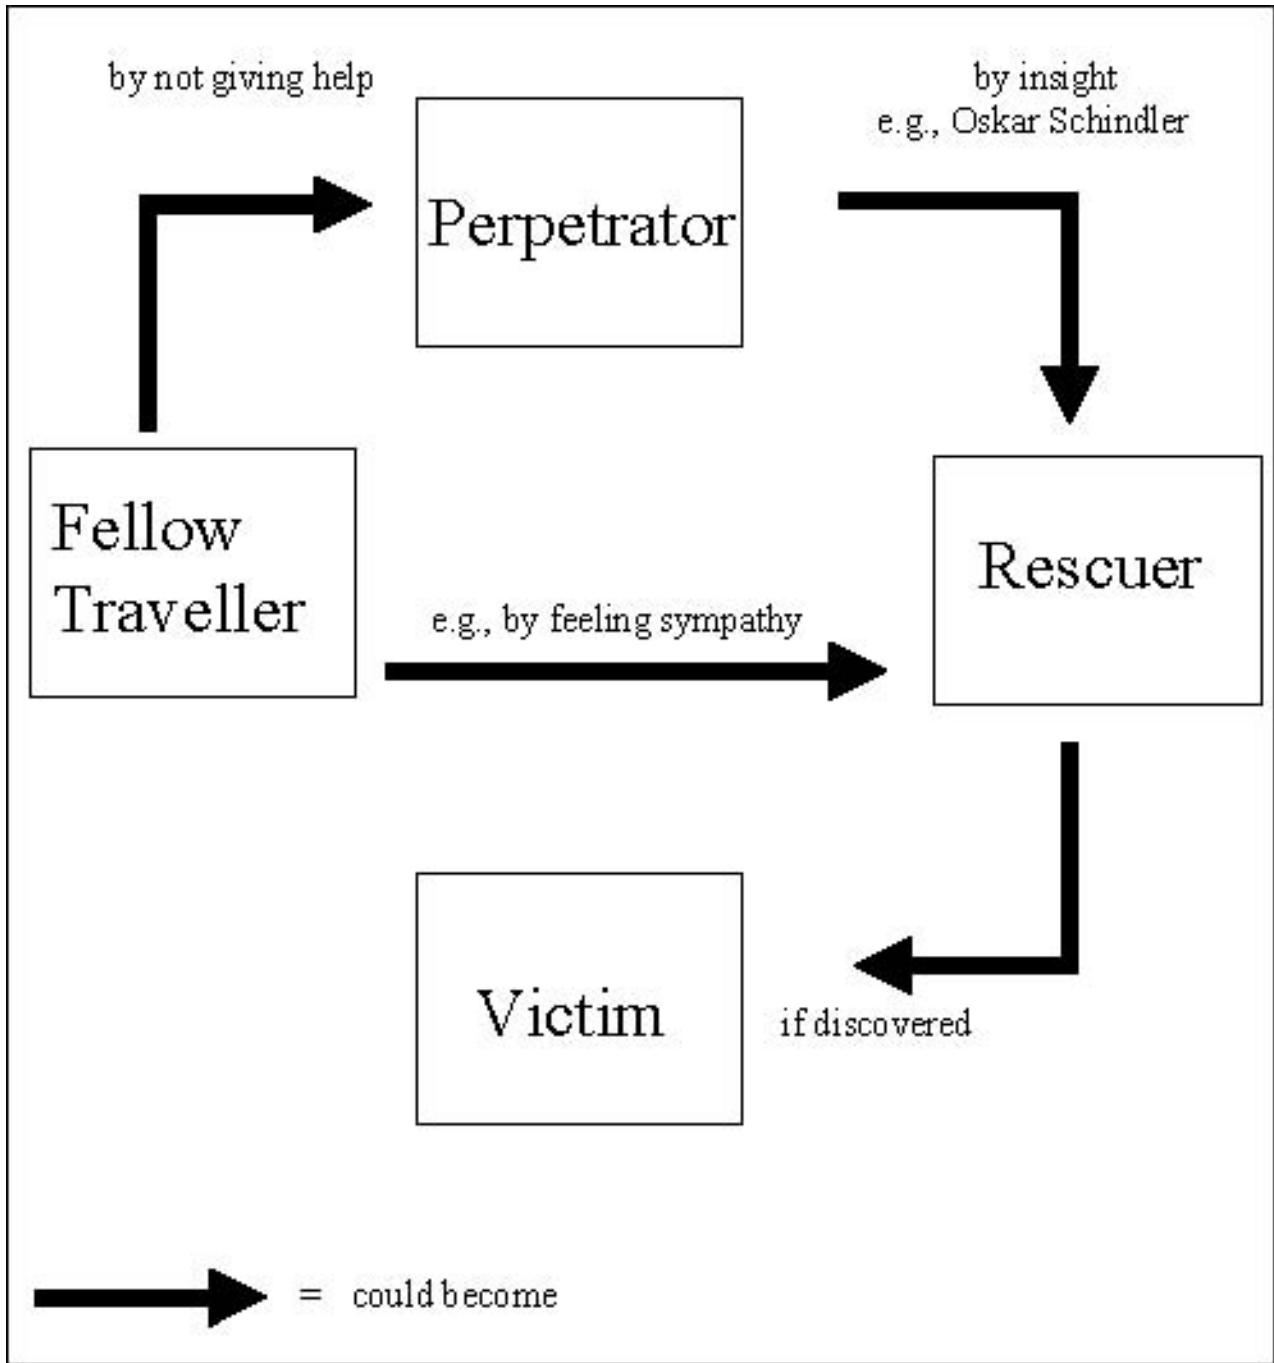 by not giving help
by insight
e.g., Oskar Schindler
Perpetrator
Fellow
Traveller
Rescuer
e.g., by feeling sympathy
Victim
if discovered
= could become